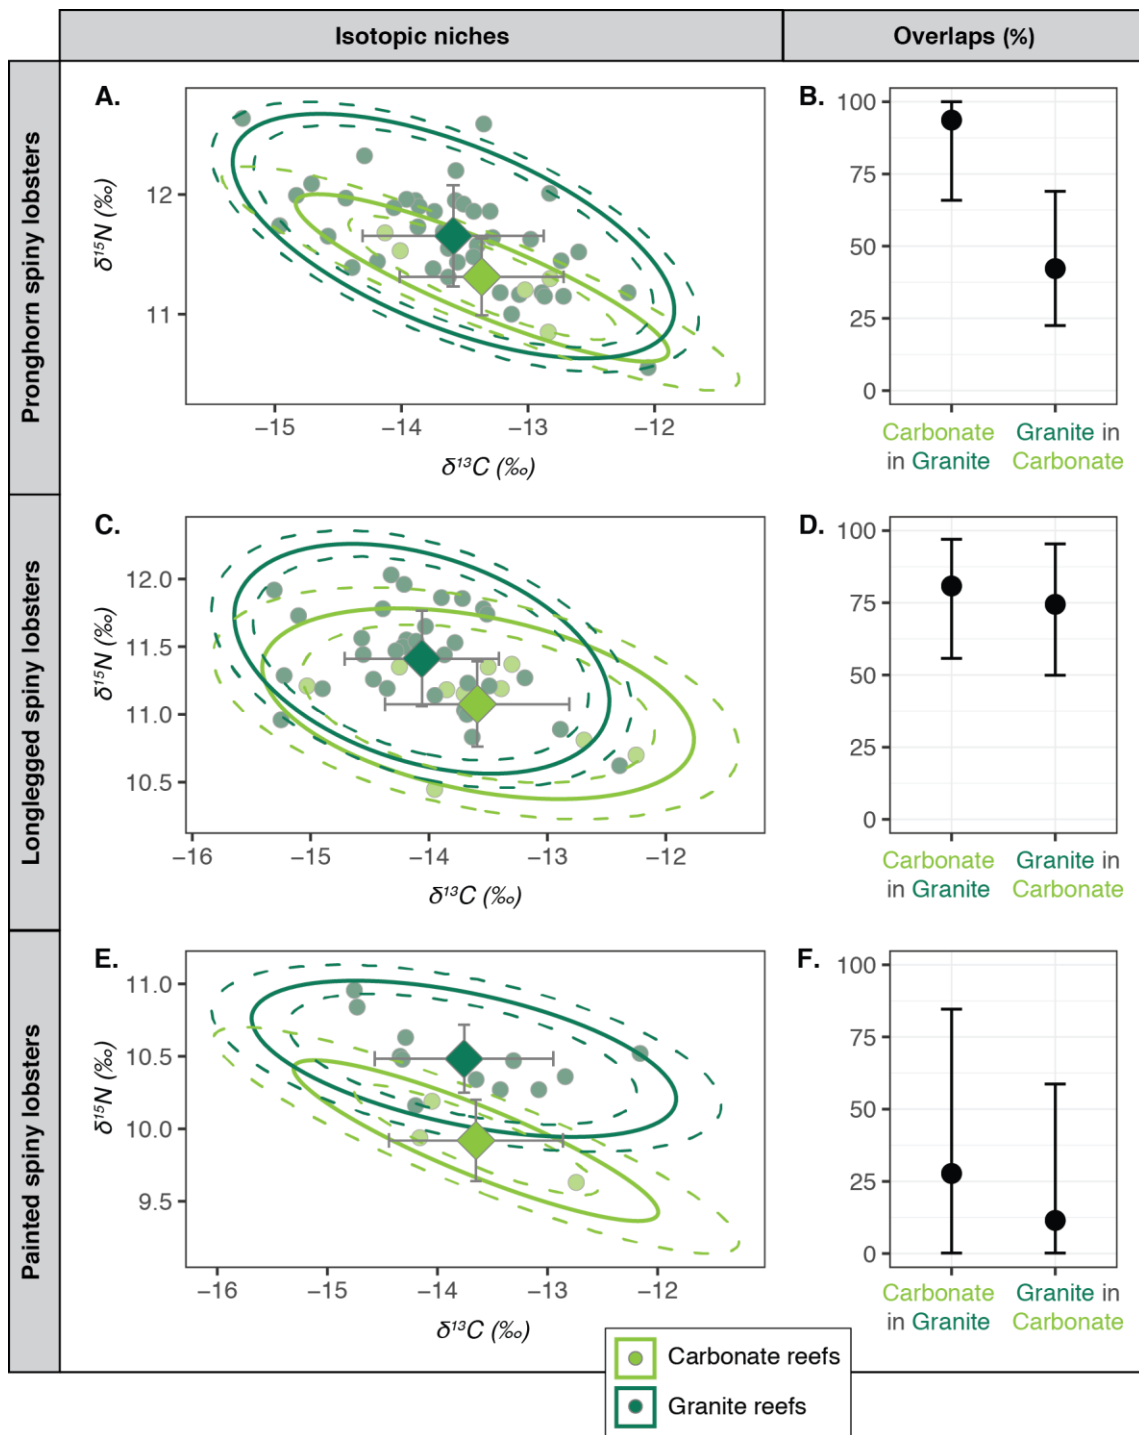 Isotopic niches
Overlaps (%)
Pronghorn spiny lobsters
A.
12
11
δ¹⁵N (‰)
−15
−14
−13
−12
δ¹³C (‰)
B.
100
75
50
25
0
Carbonate
in Granite
Granite in
Carbonate
Longlegged spiny lobsters
C.
12.0
11.5
11.0
10.5
δ¹⁵N (‰)
−16
−15
−14
−13
−12
δ¹³C (‰)
D.
100
75
50
25
0
Carbonate
in Granite
Granite in
Carbonate
Painted spiny lobsters
E.
11.0
10.5
10.0
9.5
δ¹⁵N (‰)
−16
−15
−14
−13
−12
δ¹³C (‰)
F.
100
75
50
25
0
Carbonate
in Granite
Granite in
Carbonate
Carbonate reefs
Granite reefs